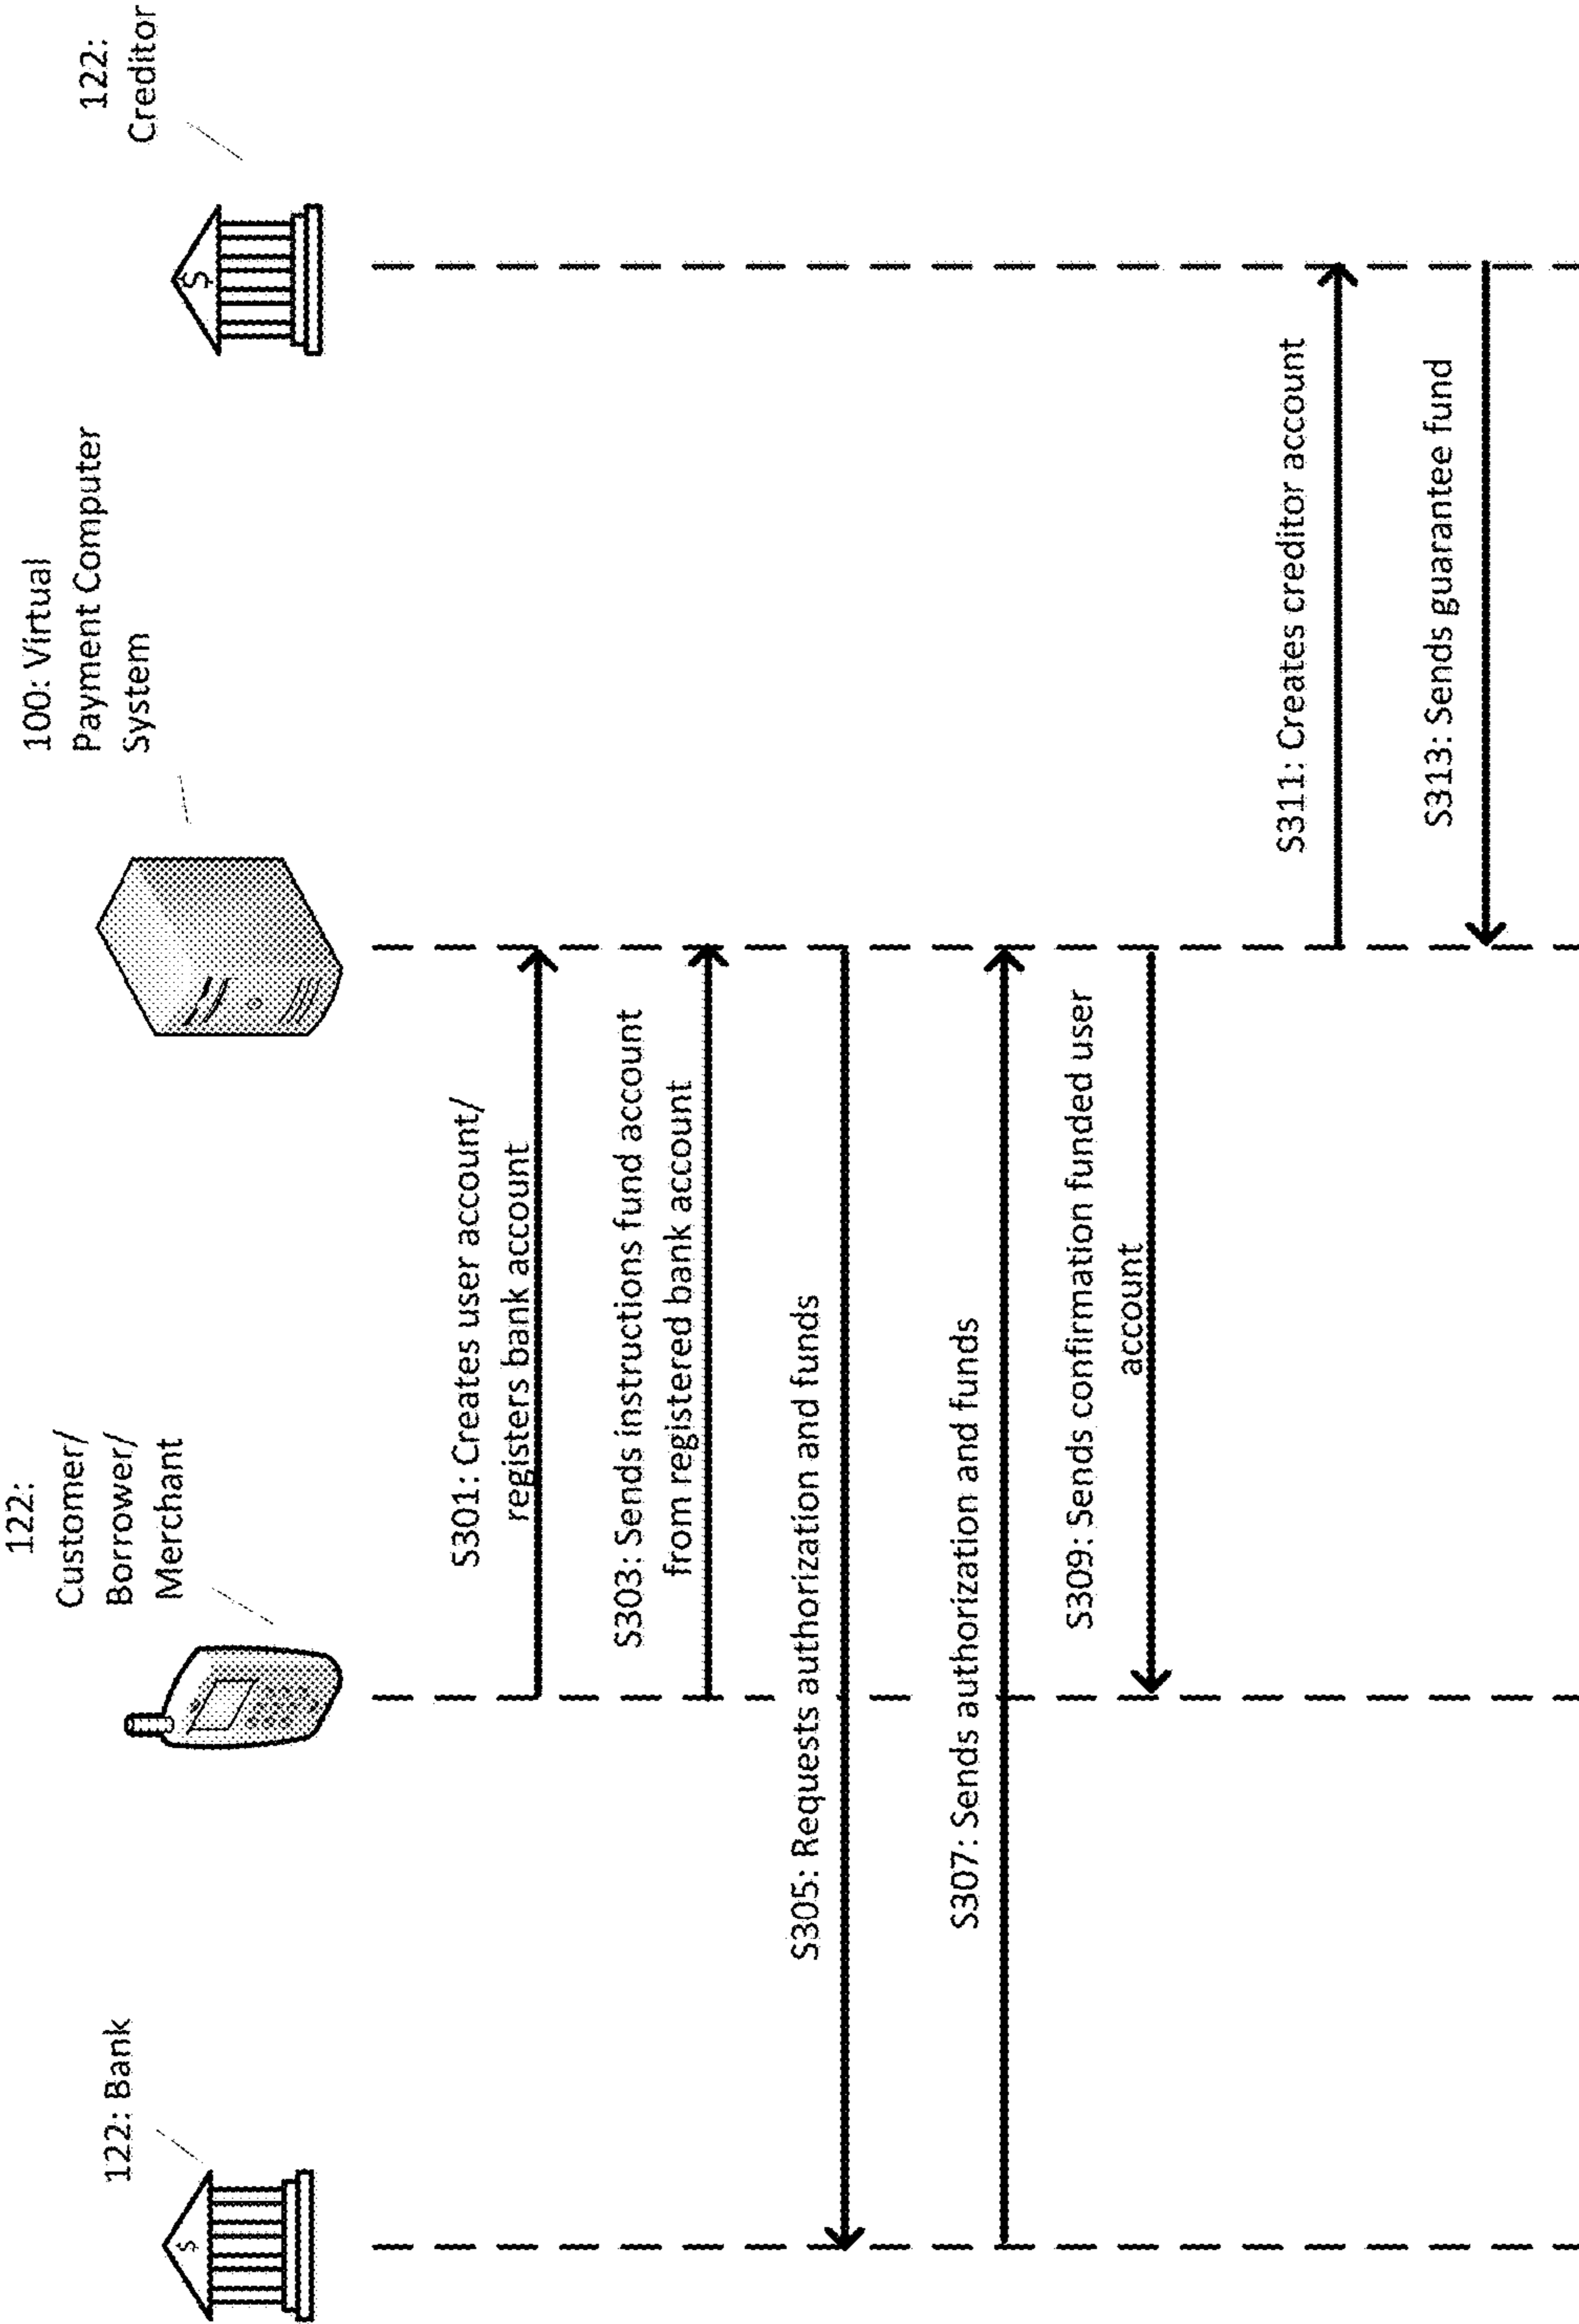 122: Bank
122:
Customer/
Borrower/
Merchant
100: Virtual
Payment Computer
System
122:
Creditor
$
$
S301: Creates user account/
registers bank account
S303: Sends instructions fund account
from registered bank account
S305: Requests authorization and funds
S307: Sends authorization and funds
S309: Sends confirmation funded user
account
S311: Creates creditor account
S313: Sends guarantee fund